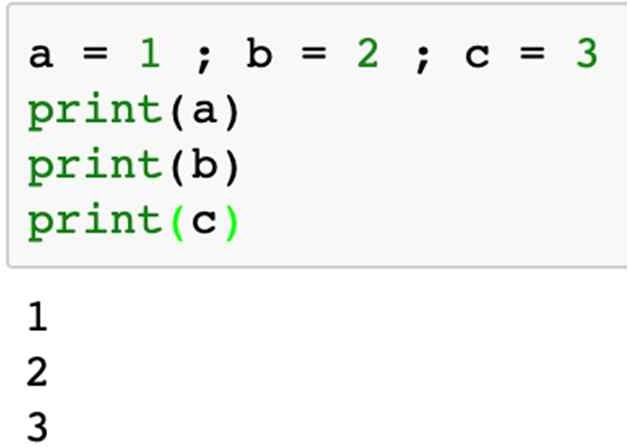 a = 1 ; b = 2 ; c = 3
print(a)
print(b)
print(c)
1
2
3